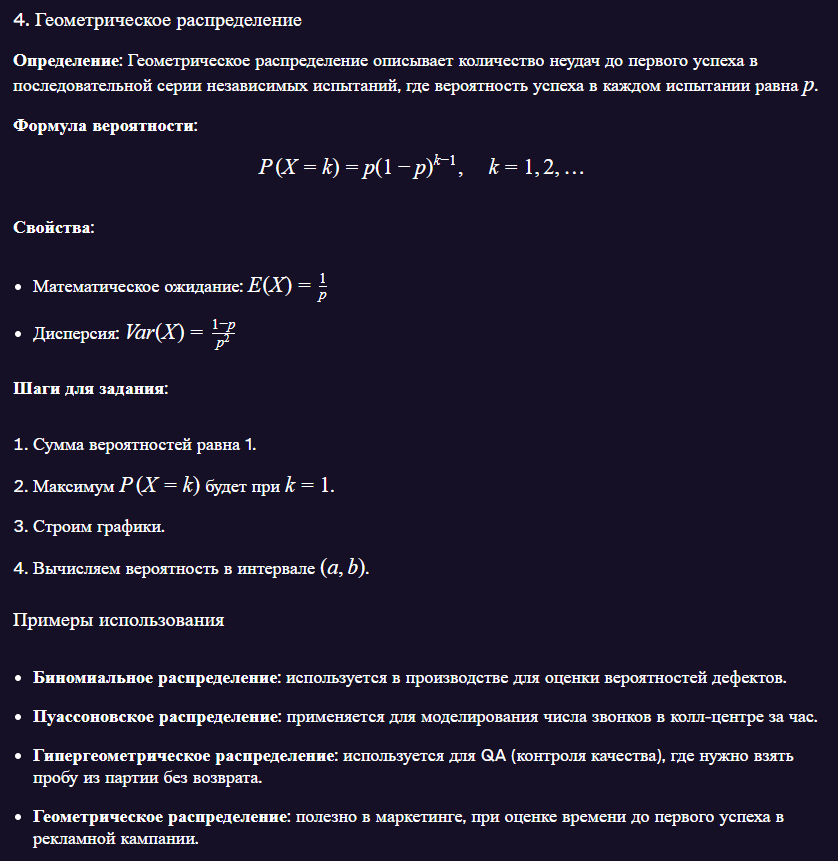 4. Геометрическое распределение
Определение: Геометрическое распределение описывает количество неудач до первого успеха в
последовательной серии независимых испытаний, где вероятность успеха в каждом испытании равна p.
Формула вероятности:
P(X = k) = p(1 − p)^{k−1}, k = 1, 2, …
Свойства:
• Математическое ожидание: E(X) = \frac{1}{p}
• Дисперсия: Var(X) = \frac{1−p}{p^2}
Шаги для задания:
1. Сумма вероятностей равна 1.
2. Максимум P(X = k) будет при k = 1.
3. Строим графики.
4. Вычисляем вероятность в интервале (a, b).
Примеры использования
• Биномиальное распределение: используется в производстве для оценки вероятностей дефектов.
• Пуассоновское распределение: применяется для моделирования числа звонков в колл-центре за час.
• Гипергеометрическое распределение: используется для QA (контроля качества), где нужно взять
пробу из партии без возврата.
• Геометрическое распределение: полезно в маркетинге, при оценке времени до первого успеха в
рекламной кампании.